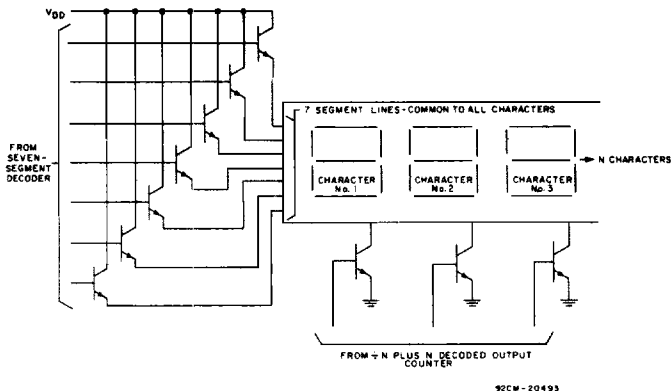 VDD
FROM
SEVEN-
SEGMENT
DECODER
7 SEGMENT LINES-COMMON TO ALL CHARACTERS
CHARACTER
No. 1
CHARACTER
No. 2
CHARACTER
No. 3
N CHARACTERS
FROM ÷ N PLUS N DECODED OUTPUT
COUNTER
92CM-20493